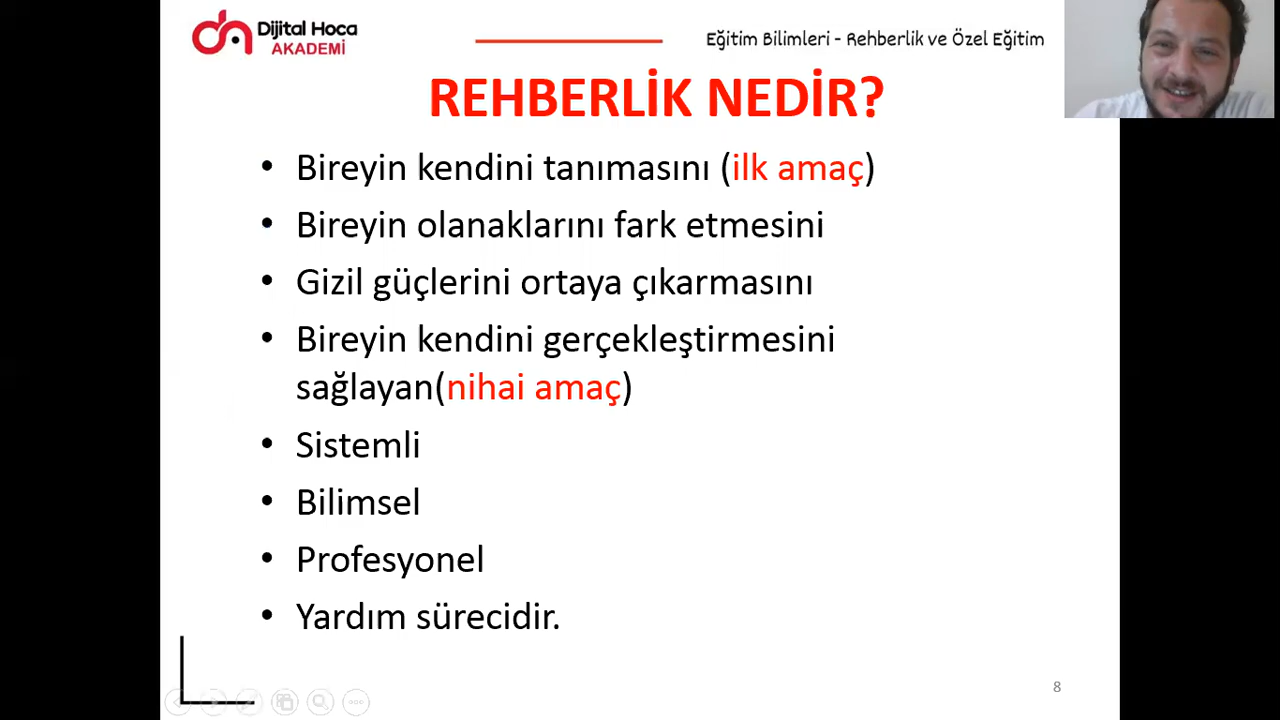 Dijital Hoca
AKADEMİ
Eğitim Bilimleri - Rehberlik ve Özel Eğitim
REHBERLİK NEDİR?
• Bireyin kendini tanımasını (ilk amaç)
• Bireyin olanaklarını fark etmesini
• Gizil güçlerini ortaya çıkarmasını
• Bireyin kendini gerçekleştirmesini
sağlayan(nihai amaç)
• Sistemli
• Bilimsel
• Profesyonel
• Yardım sürecidir.
8